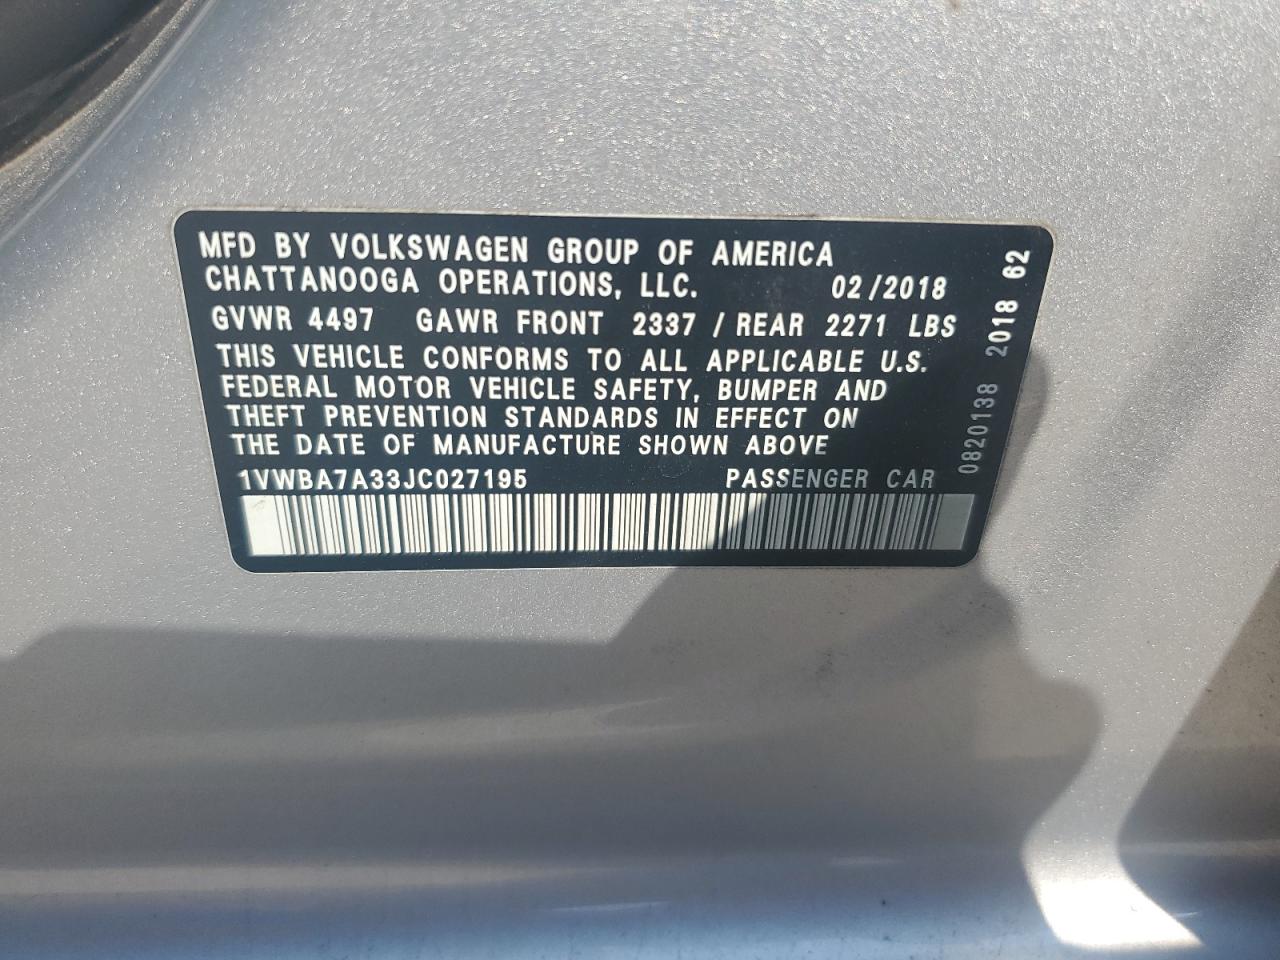 MFD BY VOLKSWAGEN GROUP OF AMERICA
CHATTANOOGA OPERATIONS, LLC. 02/2018
GVWR 4497 GAWR FRONT 2337 / REAR 2271 LBS
THIS VEHICLE CONFORMS TO ALL APPLICABLE U.S.
FEDERAL MOTOR VEHICLE SAFETY, BUMPER AND
THEFT PREVENTION STANDARDS IN EFFECT ON
THE DATE OF MANUFACTURE SHOWN ABOVE
1VWBA7A33JC027195 PASSENGER CAR
0820138 2018 62